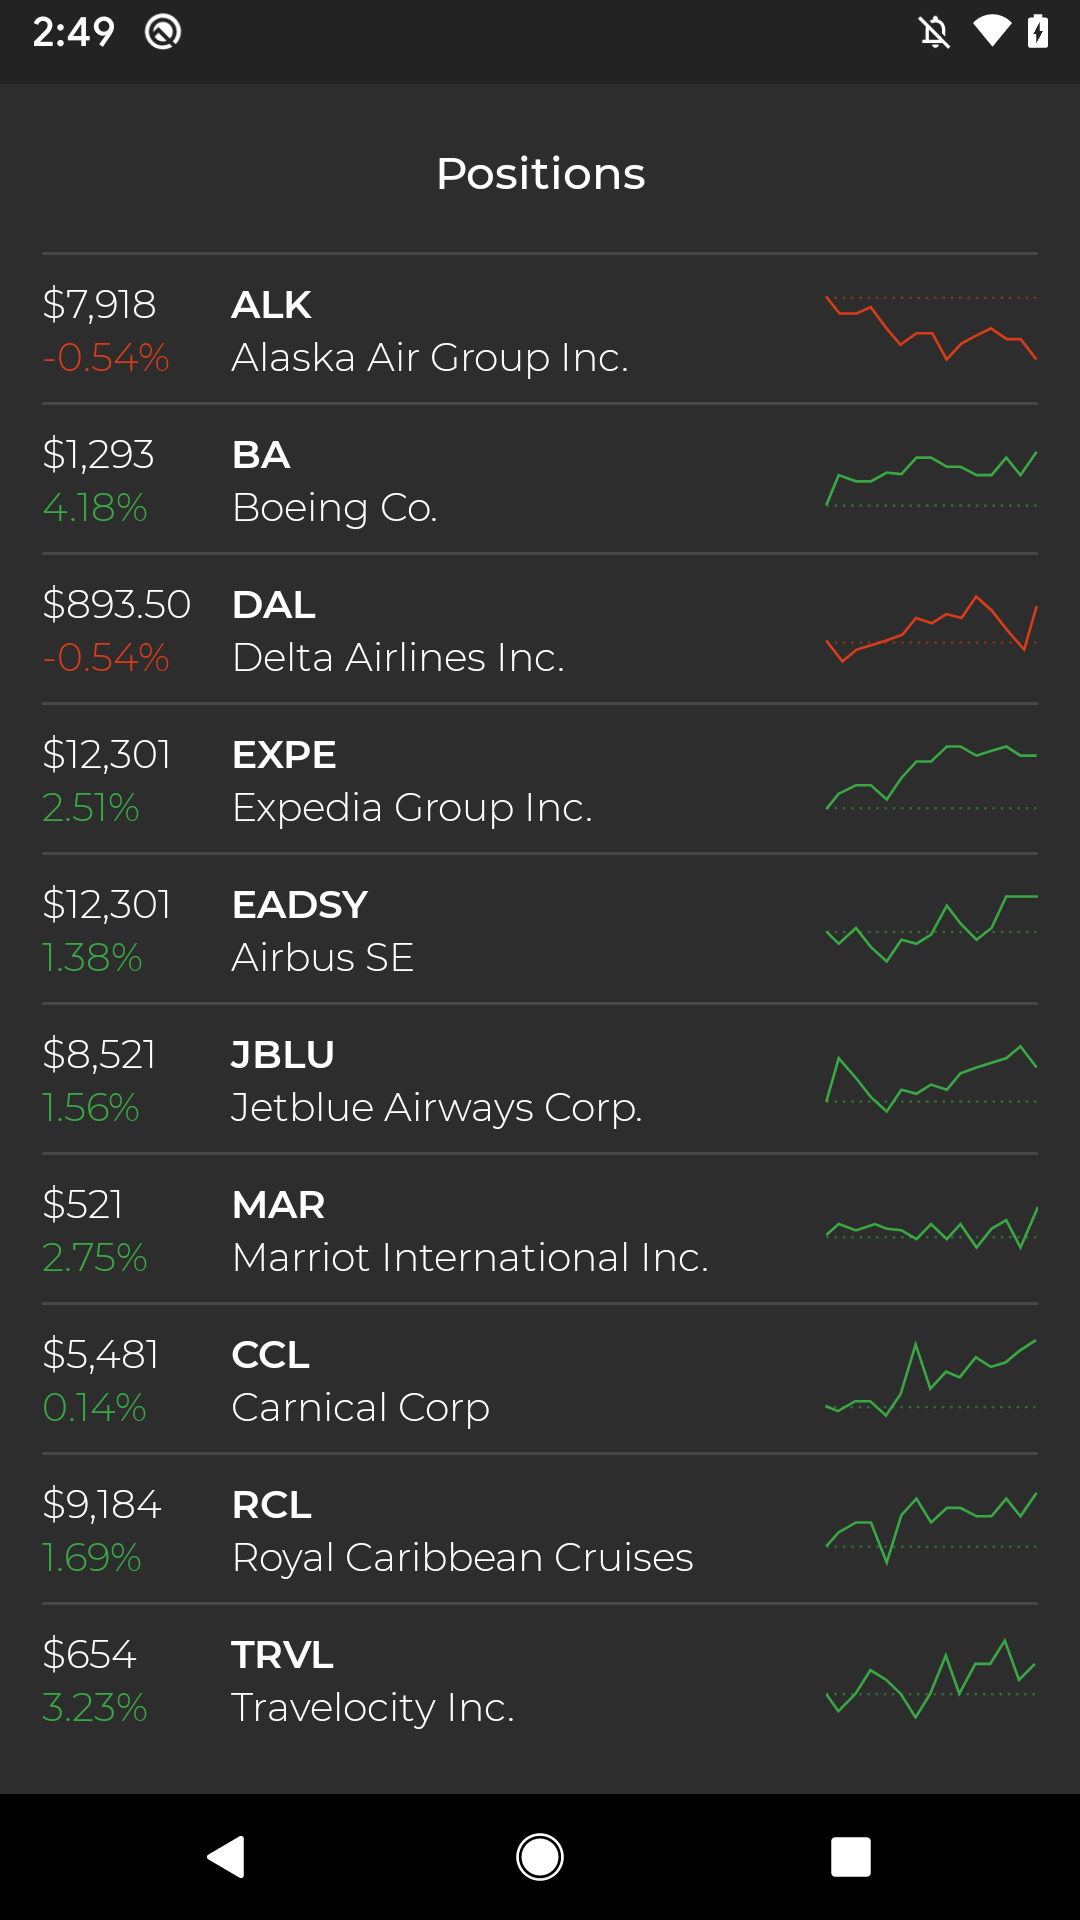 2:49
Positions
$7,918 ALK
-0.54% Alaska Air Group Inc.
$1,293 BA
4.18% Boeing Co.
$893.50 DAL
-0.54% Delta Airlines Inc.
$12,301 EXPE
2.51% Expedia Group Inc.
$12,301 EADSY
1.38% Airbus SE
$8,521 JBLU
1.56% Jetblue Airways Corp.
$521 MAR
2.75% Marriot International Inc.
$5,481 CCL
0.14% Carnical Corp
$9,184 RCL
1.69% Royal Caribbean Cruises
$654 TRVL
3.23% Travelocity Inc.